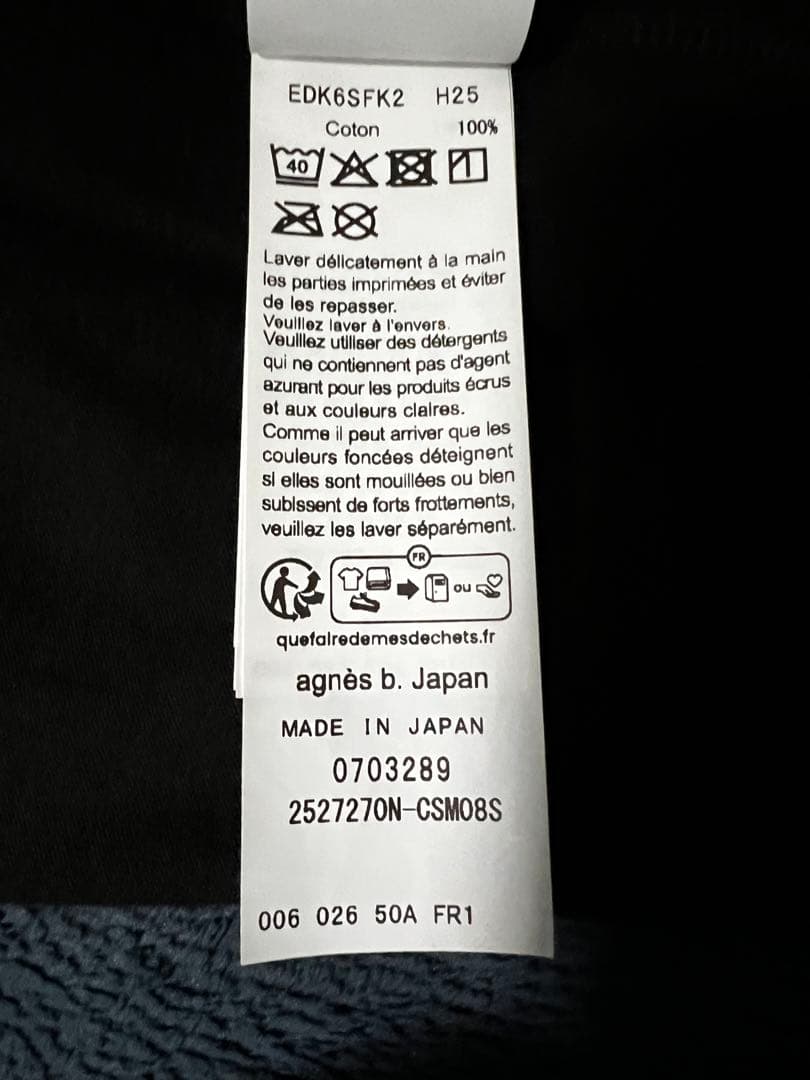 EDK6SFK2 H25
Coton 100%
40
Laver délicatement à la main
les parties imprimées et éviter
de les repasser.
Veuillez laver à l'envers.
Veuillez utiliser des détergents
qui ne contiennent pas d'agent
azurant pour les produits écrus
et aux couleurs claires.
Comme il peut arriver que les
couleurs foncées déteignent
si elles sont mouillées ou bien
subissent de forts frottements,
veuillez les laver séparément.
FR
ou
quefairedemesdechets.fr
agnès b. Japan
MADE IN JAPAN
0703289
2527270N-CSM08S
006 026 50A FR1